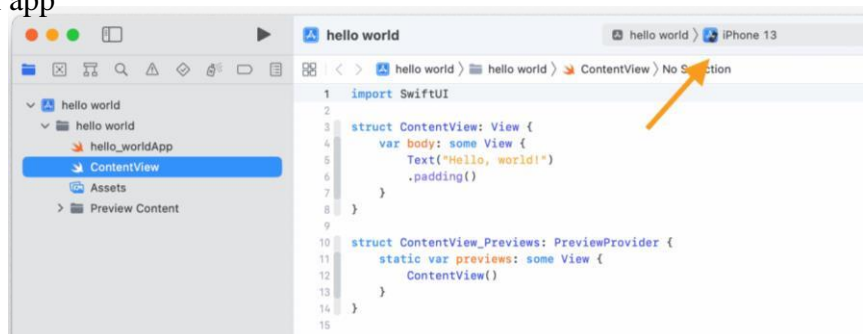 app
hello world
hello world 〉 iPhone 13
hello world 〉 hello world 〉 ContentView 〉 No Selection
hello world
hello world
hello_worldApp
ContentView
Assets
Preview Content
1 import SwiftUI
2
3 struct ContentView: View {
4 var body: some View {
5 Text("Hello, world!")
6 .padding()
7 }
8 }
9
10 struct ContentView_Previews: PreviewProvider {
11 static var previews: some View {
12 ContentView()
13 }
14 }
15